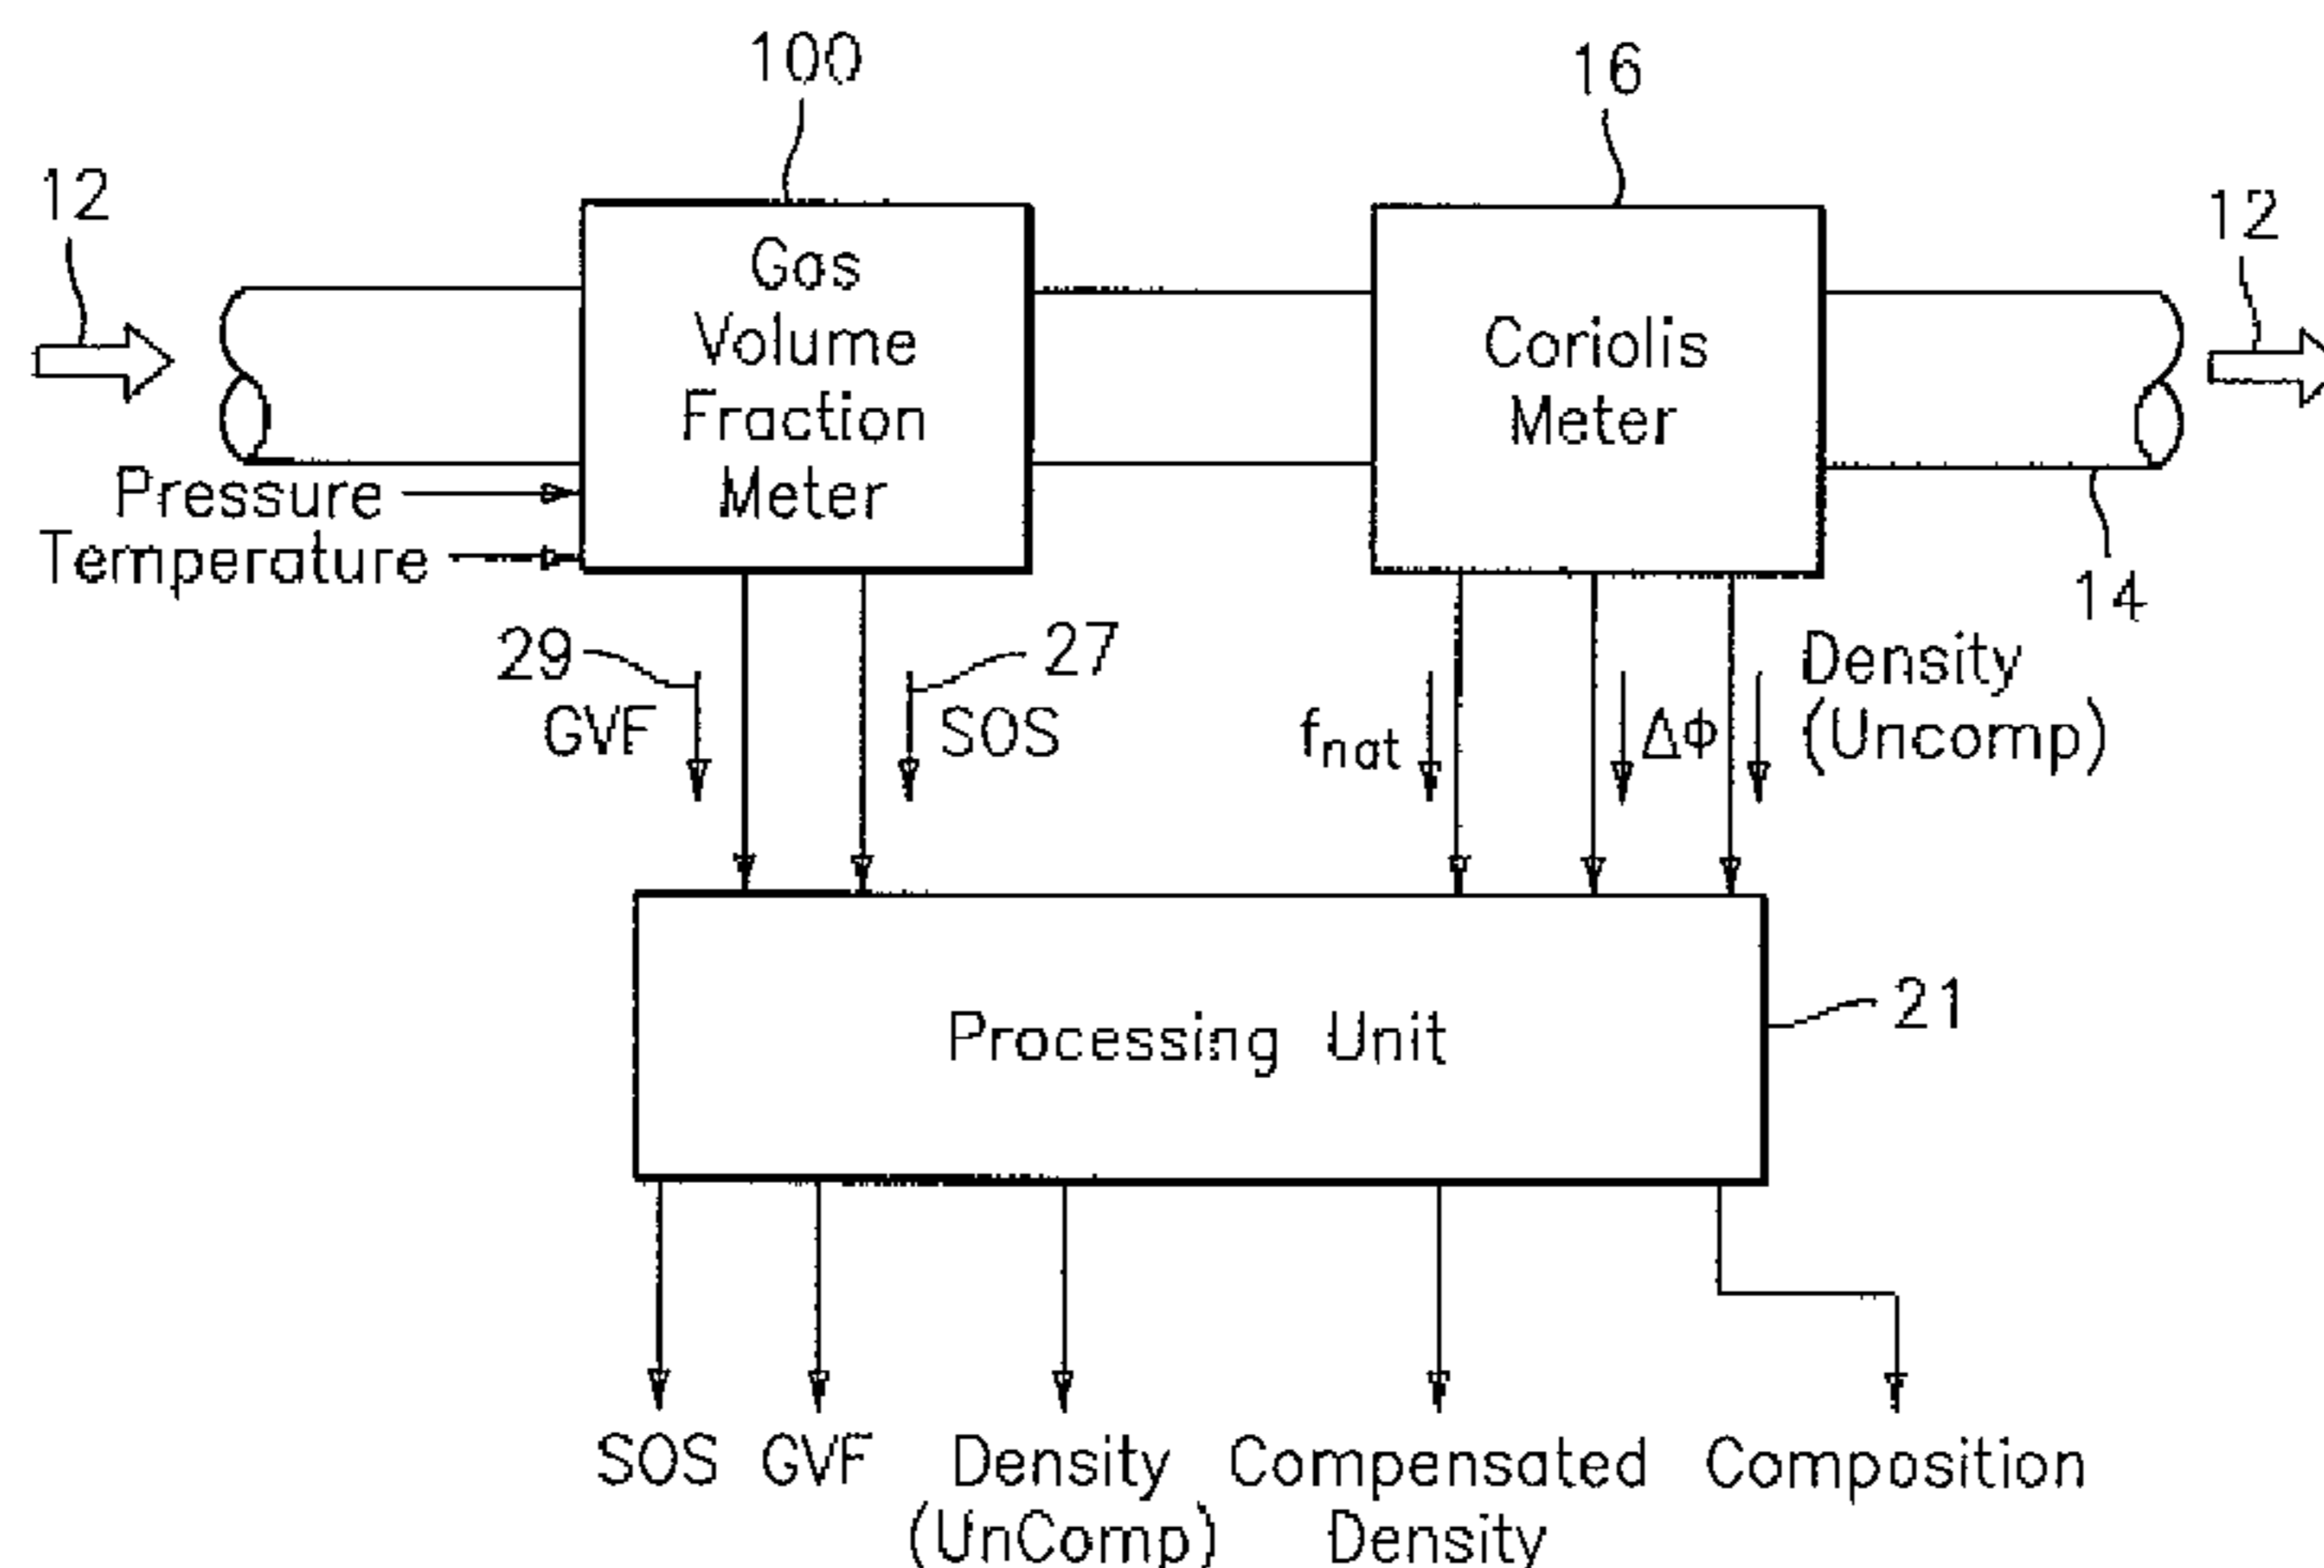 100
16
12
12
Gas
Volume
Fraction
Meter
Coriolis
Meter
Pressure
Temperature
14
29
GVF
27
SOS
fnat
ΔΦ
Density
(Uncomp)
Processing Unit
21
SOS
GVF
Density
(UnComp)
Compensated
Density
Composition